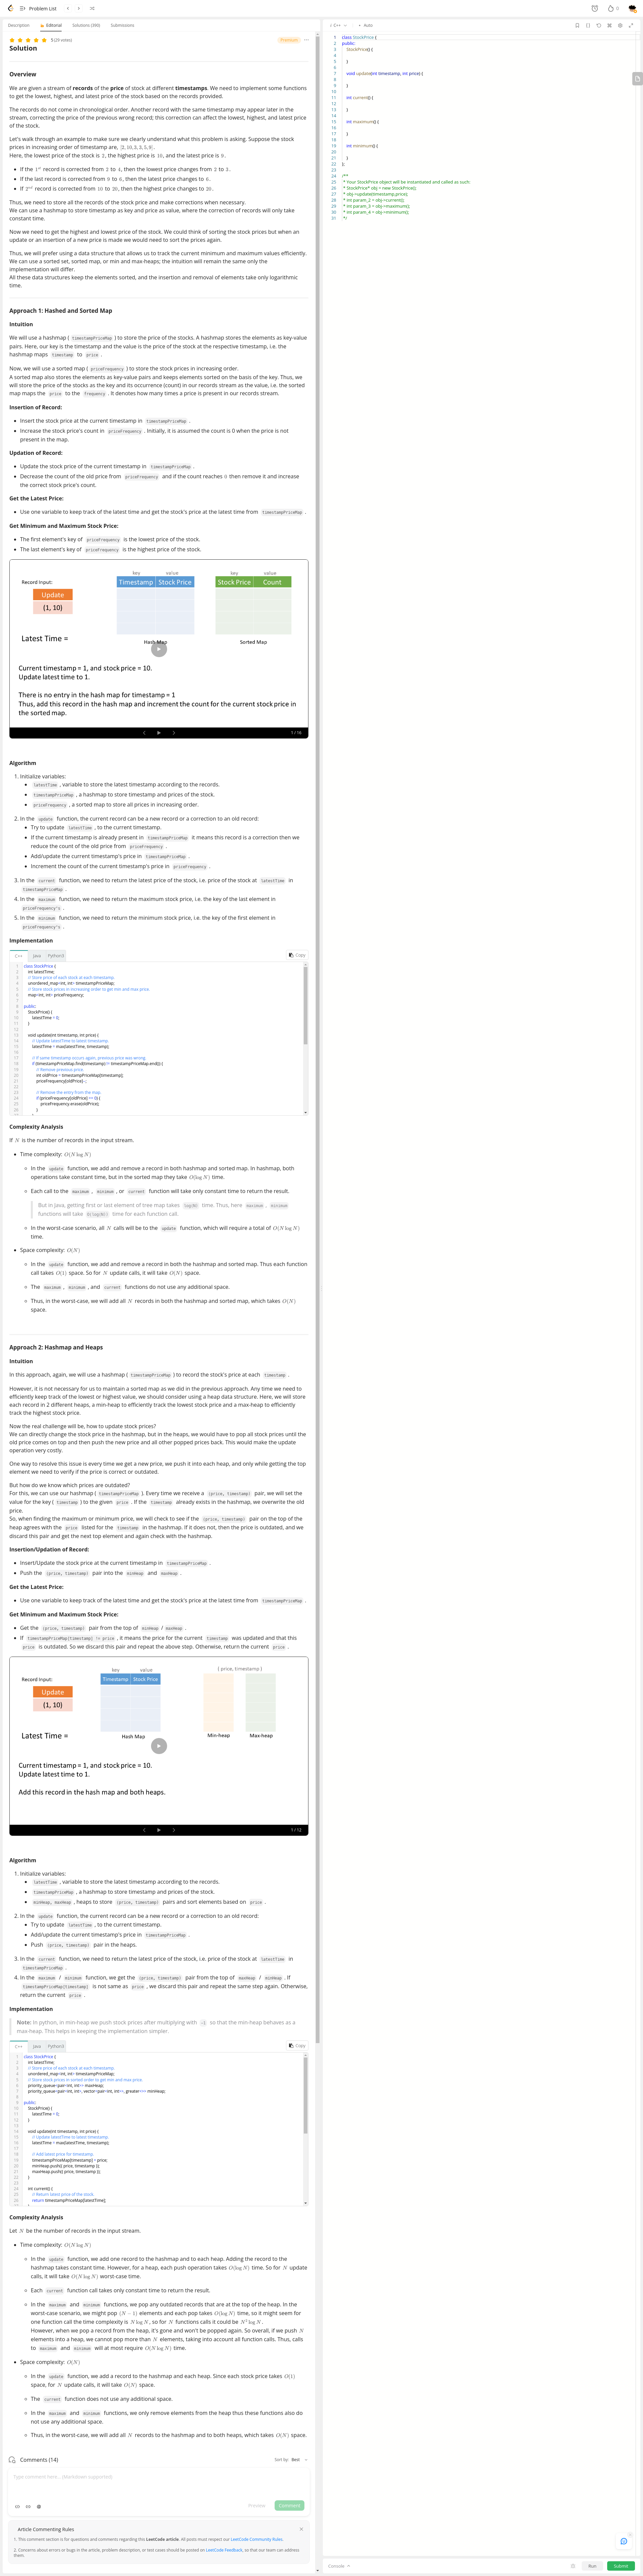 Problem List
0
Description
Editorial
Solutions (388)
Submissions
5 (29 votes)
Premium
Solution
Overview
We are given a stream of records of the price of stock at different timestamps. We need to implement some functions
to get the lowest, highest, and latest price of the stock based on the records provided.
The records do not come in chronological order. Another record with the same timestamp may appear later in the
stream, correcting the price of an earlier (wrong) record; this correction can affect the lowest, highest, and latest price
of the stock.
Let's walk through an example to make sure we clearly understand what this problem is asking. Suppose the stock
prices in increasing order of timestamp are, [2, 10, 3, 2, 5, 9].
Here, the lowest price of the stock is 2, the highest price is 10, and the latest price is 9.
• If the 1st record is corrected from 2 to 4, then the lowest price changes from 2 to 3.
• If the last record is corrected from 9 to 6, then the latest price changes to 6.
• If 2nd record is corrected from 10 to 20, then the highest price changes to 20.
Thus, we need to store all the records of the stream and make corrections when necessary.
We can use a hashmap to store timestamps as key and price as value, where the correction of records will only take
constant time.
Now we need to get the highest and lowest price of the stock. We could think of sorting the stock prices but when an
update or an insertion of a new price is made we would need to sort the prices again.
Thus, we will prefer using a data structure that allows us to track the current minimum and maximum values efficiently.
We can use a sorted set, sorted map, or min and max-heaps; the intuition will remain the same but the
implementation will differ.
All these data structures keep the elements sorted, and the insertion and removal of elements take only logarithmic
time.
Approach 1: Hashed and Sorted Map
Intuition
We will use a hashmap ( timestampPriceMap ) to store the price of the stocks. A hashmap stores the elements as key-value
pairs. Here, our key is the timestamp and the value is the price of the stock at the respective timestamp, i.e. the
hashmap maps timestamp to price .
Now, we will use a sorted map ( priceFrequency ) to store the stock prices in increasing order.
A sorted map also stores the elements as key-value pairs and keeps elements sorted on the basis of the key. Thus, we
will store the price of the stocks as the key and its occurrence (count) in our records stream as the value, i.e. the sorted
map maps the price to the frequency . It denotes how many times a price is present in our records stream.
Insertion of Record:
• Insert the stock price at the current timestamp in timestampPriceMap .
• Increase the stock price's count in priceFrequency . Initially, it is assumed the count is 0 when the price is not
present in the map.
Updation of Record:
• Update the stock price of the current timestamp in timestampPriceMap .
• Decrease the count of the old price from priceFrequency and if the count reaches 0 then remove it and increase
the correct stock price's count.
Get the Latest Price:
• Use one variable to keep track of the latest time and get the stock's price at the latest time from timestampPriceMap .
Get Minimum and Maximum Stock Price:
• The first element's key of priceFrequency is the lowest price of the stock.
• The last element's key of priceFrequency is the highest price of the stock.
Record Input:
Update
(1, 10)
key value
Timestamp Stock Price
key value
Stock Price Count
Latest Time =
Hash Map
Sorted Map
Current timestamp = 1, and stock price = 10.
Update latest Time to 1.
There is no entry in the hash map for timestamp = 1
Thus, add this record in the hash map and increment the count for the current stock price in
the sorted map.
Algorithm
1. Initialize variables:
• latestTime , variable to store the latest timestamp according to the records.
• timestampPriceMap , a hashmap to store timestamp and prices of the stock.
• priceFrequency , a sorted map to store all prices in increasing order.
2. In the update function, the current record can be a new record or a correction to an old record:
• Try to update latestTime , to the current timestamp.
• If the current timestamp is already present in timestampPriceMap it means this record is a correction then we
reduce the count of the old price from priceFrequency .
• Add/update the current timestamp's price in timestampPriceMap .
• Increment the count of the current timestamp's price in priceFrequency .
3. In the current function, we need to return the latest price of the stock, i.e. price of the stock at latestTime in
timestampPriceMap .
4. In the maximum function, we need to return the maximum stock price, i.e. the key of the last element in
priceFrequency's .
5. In the minimum function, we need to return the minimum stock price, i.e. the key of the first element in
priceFrequency's .
Implementation
C++ Java Python3
Copy
1 class StockPrice {
2 int latestTime;
3 // Store price of each stock at each timestamp.
4 unordered_map<int, int> timestampPriceMap;
5 // Store stock prices in increasing order to get min and max price.
6 map<int, int> priceFrequency;
7
8 public:
9 StockPrice() {
10 latestTime = 0;
11 }
12
13 void update(int timestamp, int price) {
14 // Update latestTime to latest timestamp.
15 latestTime = max(latestTime, timestamp);
16
17 // If same timestamp occurs again, previous price was wrong.
18 if (timestampPriceMap.find(timestamp) != timestampPriceMap.end()) {
19 // Remove previous price.
20 int oldPrice = timestampPriceMap[timestamp];
21 priceFrequency[oldPrice]--;
22
23 // Remove the entry from the map.
24 if (priceFrequency[oldPrice] == 0) {
25 priceFrequency.erase(oldPrice);
26 }
Complexity Analysis
If N is the number of records in the input stream.
• Time complexity: O(N log N)
◦ In the update function, we add and remove a record in both hashmap and sorted map. In hashmap, both
operations take constant time, but in the sorted map they take O(log N) time.
◦ Each call to the maximum , minimum , or current function will take only constant time to return the result.
But in Java, getting first or last element of tree map takes log(N) time. Thus, here maximum , minimum
functions will take O(log(N)) time for each function call.
◦ In the worst-case scenario, all N calls will be to the update function, which will require a total of O(N log N)
time.
• Space complexity: O(N)
◦ In the update function, we add and remove a record in both the hashmap and sorted map. Thus each function
call takes O(1) space. So for N update calls, it will take O(N) space.
◦ The maximum , minimum , and current functions do not use any additional space.
◦ Thus, in the worst-case, we will add all N records in both the hashmap and sorted map, which takes O(N)
space.
Approach 2: Hashmap and Heaps
Intuition
In this approach, again, we will use a hashmap ( timestampPriceMap ) to record the stock's price at each timestamp .
However, it is not necessary for us to maintain a sorted map as we did in the previous approach. Any time we need to
efficiently keep track of the lowest or highest value, we should consider using a heap data structure. Here, we will store
each record in 2 different heaps, a min-heap to efficiently track the lowest stock price and a max-heap to efficiently
track the highest stock price.
Now the real challenge will be, how to update stock prices?
We can directly change the stock price in the hashmap, but in the heaps, we would have to pop all stock prices until the
old price comes on top and then push the new price and all other popped prices back. This would make the update
operation very costly.
One way to resolve this issue is every time we get a new price, we push it into each heap, and only while getting the top
element we need to verify if the price is correct or outdated.
But how do we know which prices are outdated?
For this, we can use our hashmap ( timestampPriceMap ). Every time we receive a (price, timestamp) pair, we will set the
value for the key ( timestamp ) to the given price . If the timestamp already exists in the hashmap, we overwrite the old
price.
So, when finding the maximum or minimum price, we will check to see if the (price, timestamp) pair on the top of the
heap agrees with the price listed for the timestamp in the hashmap. If it does not, then the price is outdated, and we
discard this pair and get the next top element and again check with the hashmap.
Insertion/Updation of Record:
• Insert/Update the stock price at the current timestamp in timestampPriceMap .
• Push the (price, timestamp) pair into the minHeap and maxHeap .
Get the Latest Price:
• Use one variable to keep track of the latest time and get the stock's price at the latest time from timestampPriceMap .
Get Minimum and Maximum Stock Price:
• Get the (price, timestamp) pair from the top of minHeap / maxHeap .
• If timestampPriceMap[timestamp] != price , it means the price for the current timestamp was updated and that this
price is outdated. So we discard this pair and repeat the above step. Otherwise, return the current price .
Record Input:
Update
(1, 10)
key value
Timestamp Stock Price
( price, timestamp )
Latest Time =
Hash Map
Min-heap
Max-heap
Current timestamp = 1, and stock price = 10.
Update latest Time to 1.
Add this record in the hash map and both heaps.
1 / 12
Algorithm
1. Initialize variables:
• latestTime , variable to store the latest timestamp according to the records.
• timestampPriceMap , a hashmap to store timestamp and prices of the stock.
• minHeap, maxHeap , heaps to store (price, timestamp) pairs and sort elements based on price .
2. In the update function, the current record can be a new record or a correction to an old record:
• Try to update latestTime , to the current timestamp.
• Add/update the current timestamp's price in timestampPriceMap .
• Push (price, timestamp) pair in the heaps.
3. In the current function, we need to return the latest price of the stock, i.e. price of the stock at latestTime in
timestampPriceMap .
4. In the maximum / minimum function, we get the (price, timestamp) pair from the top of maxHeap / minHeap . If
timestampPriceMap[timestamp] is not same as price , we discard this pair and repeat the same step again. Otherwise,
return the current price .
Implementation
Note: In python, in min-heap we push stock prices after multiplying with -1 so that the min-heap behaves as a
max-heap. This helps in keeping the implementation simpler.
C++ Java Python3
Copy
1 class StockPrice {
2 int latestTime;
3 // Store price of each stock at each timestamp.
4 unordered_map<int, int> timestampPriceMap;
5 // Store stock prices in sorted order to get min and max price.
6 priority_queue<pair<int, int>> maxHeap;
7 priority_queue<pair<int, int>, vector<pair<int, int>>, greater<>> minHeap;
8
9 public:
10 StockPrice() {
11 latestTime = 0;
12 }
13
14 void update(int timestamp, int price) {
15 // Update latestTime to latest timestamp.
16 latestTime = max(latestTime, timestamp);
17
18 // Add latest price for timestamp.
19 timestampPriceMap[timestamp] = price;
20 minHeap.push({ price, timestamp });
21 maxHeap.push({ price, timestamp });
22 }
23
24 int current() {
25 // Return latest price of the stock.
26 return timestampPriceMap[latestTime];
Complexity Analysis
Let N be the number of records in the input stream.
• Time complexity: O(N log N)
◦ In the update function, we add one record to the hashmap and to each heap. Adding the record to the
hashmap takes constant time. However, for a heap, each push operation takes O(log N) time. So for N update
calls, it will take O(N log N) worst-case time.
◦ Each current function call takes only constant time to return the result.
◦ In the maximum and minimum functions, we pop any outdated records that are at the top of the heap. In the
worst-case scenario, we might pop (N − 1) elements and each pop takes O(log N) time, so it might seem for
one function call the time complexity is N log N, so for N functions calls it could be N² log N.
However, when we pop a record from the heap, it's gone and won't be popped again. So overall, if we push N
elements into a heap, we cannot pop more than N elements, taking into account all function calls. Thus, calls
to maximum and minimum will at most require O(N log N) time.
• Space complexity: O(N)
◦ In the update function, we add a record to the hashmap and each heap. Since each stock price takes O(1)
space, for N update calls, it will take O(N) space.
◦ The current function does not use any additional space.
◦ In the maximum and minimum functions, we only remove elements from the heap thus these functions also do
not use any additional space.
◦ Thus, in the worst-case, we will add all N records to the hashmap and to both heaps, which takes O(N) space.
Comments (14)
Sort by: Best
Type comment here... (Markdown supported)
Preview
Comment
Article Commenting Rules
1. This comment section is for questions and comments regarding this LeetCode article. All posts must respect our LeetCode Community Rules.
2. Concerns about errors or bugs in the article, problem description, or test cases should be posted on LeetCode Feedback, so that our team can address
them.
C++
Auto
1 class StockPrice {
2 public:
3 StockPrice() {
4
5 }
6
7 void update(int timestamp, int price) {
8
9 }
10
11 int current() {
12
13 }
14
15 int maximum() {
16
17 }
18
19 int minimum() {
20
21 }
22 };
23
24 /**
25 * Your StockPrice object will be instantiated and called as such:
26 * StockPrice* obj = new StockPrice();
27 * obj->update(timestamp,price);
28 * int param_2 = obj->current();
29 * int param_3 = obj->maximum();
30 * int param_4 = obj->minimum();
31 */
Console
Run
Submit